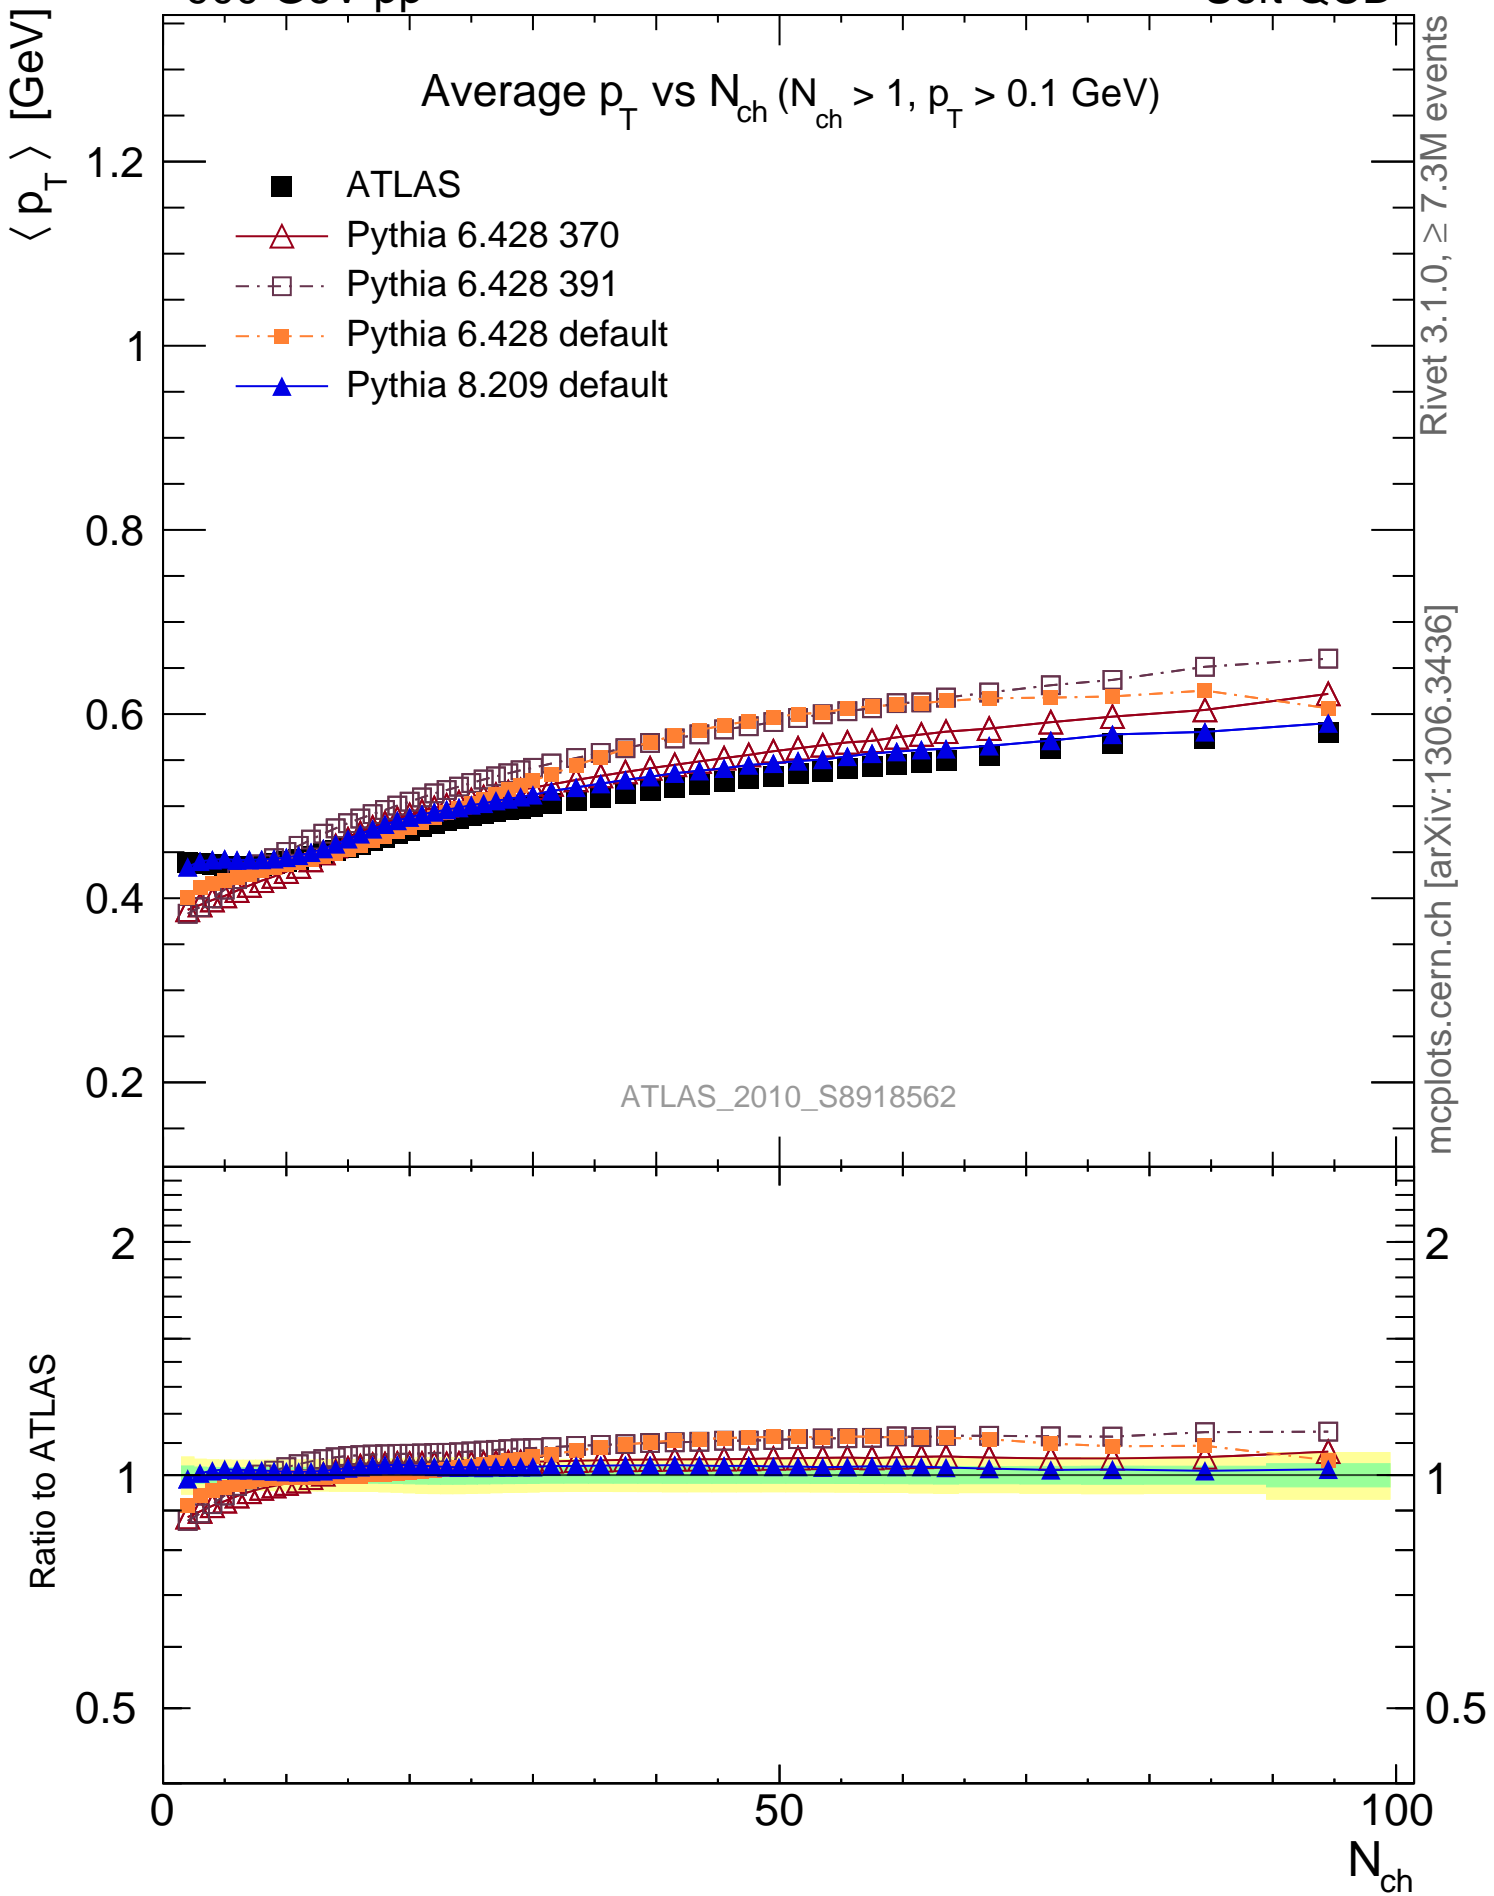 ⟨ p_T ⟩ [GeV]
Average p_T vs N_ch (N_ch > 1, p_T > 0.1 GeV)
ATLAS
Pythia 6.428 370
Pythia 6.428 391
Pythia 6.428 default
Pythia 8.209 default
1.2
1
0.8
0.6
0.4
0.2
ATLAS_2010_S8918562
Rivet 3.1.0, ≥ 7.3M events
mcplots.cern.ch [arXiv:1306.3436]
Ratio to ATLAS
2
1
0.5
2
1
0.5
0
50
100
N_ch